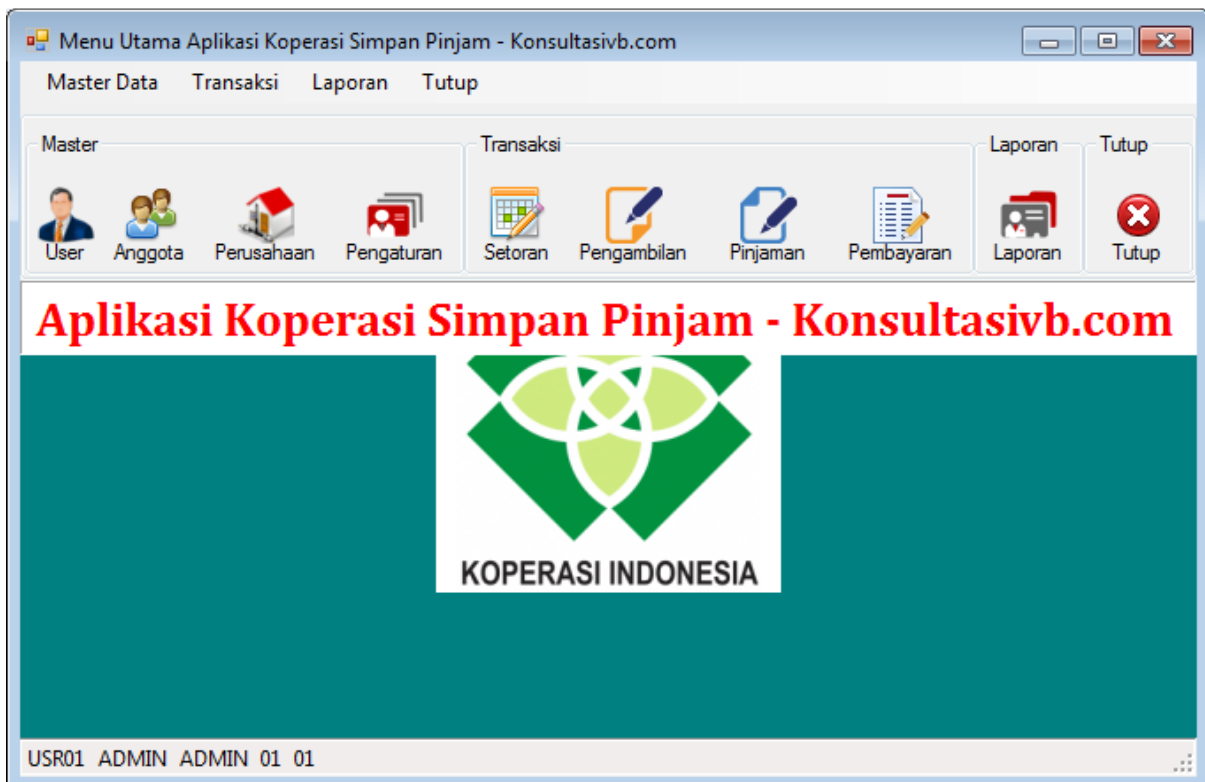 Menu Utama Aplikasi Koperasi Simpan Pinjam - Konsultasivb.com
Master Data Transaksi Laporan Tutup
Master Transaksi Laporan Tutup
User Anggota Perusahaan Pengaturan Setoran Pengambilan Pinjaman Pembayaran Laporan Tutup
Aplikasi Koperasi Simpan Pinjam - Konsultasivb.com
KOPERASI INDONESIA
USR01 ADMIN ADMIN 01 01